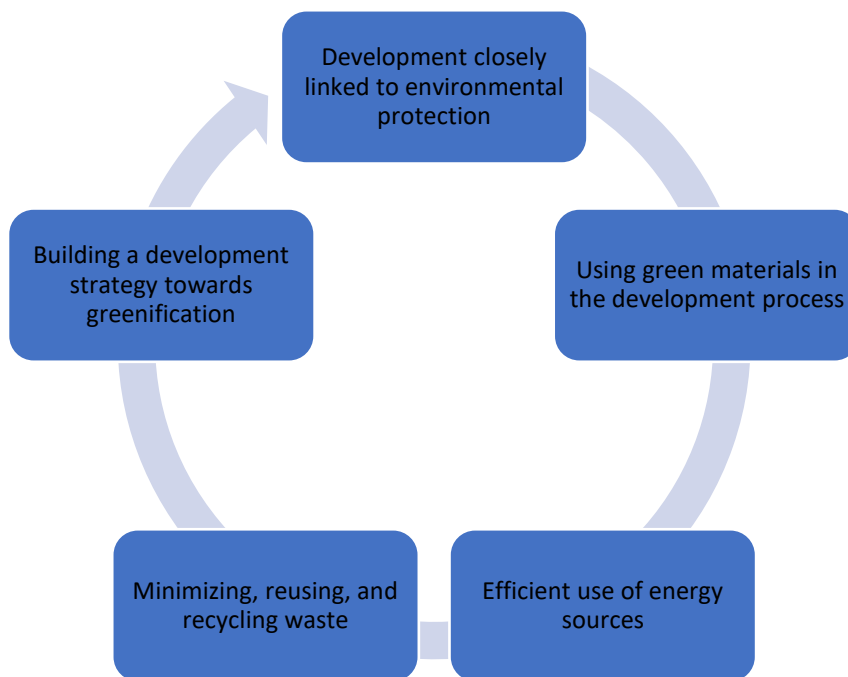 Development closely
linked to environmental
protection
Using green materials in
the development process
Efficient use of energy
sources
Minimizing, reusing, and
recycling waste
Building a development
strategy towards
greenification